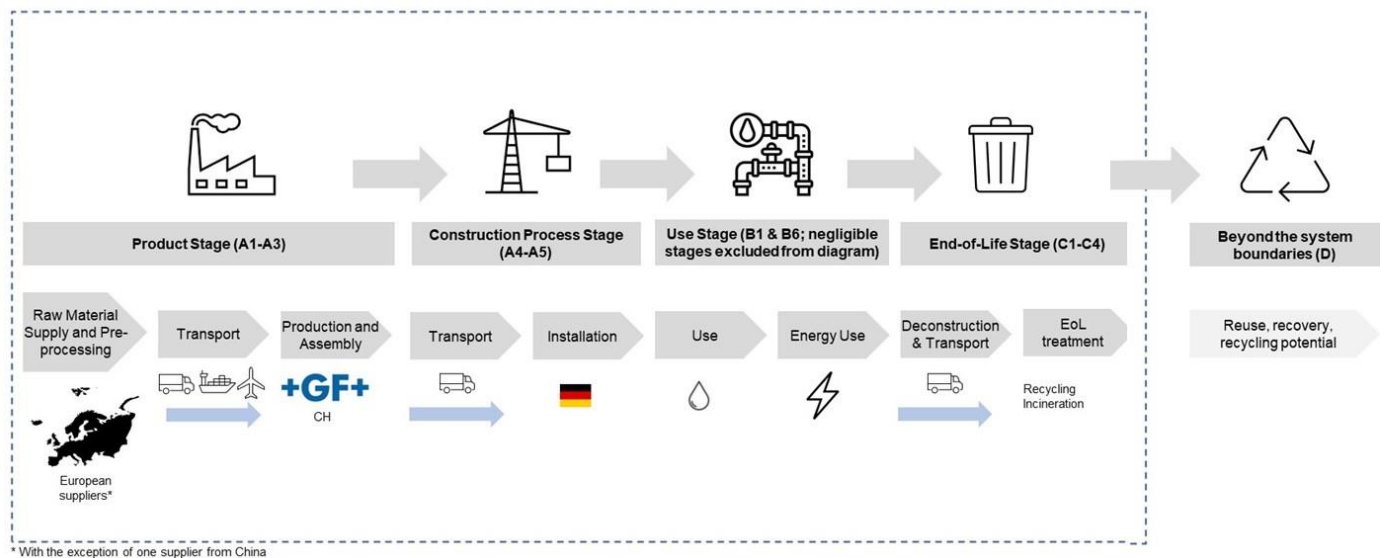 Product Stage (A1-A3)
Construction Process Stage
(A4-A5)
Use Stage (B1 & B6; negligible
stages excluded from diagram)
End-of-Life Stage (C1-C4)
Beyond the system
boundaries (D)
Raw Material
Supply and Pre-
processing
Transport
Production and
Assembly
Transport
Installation
Use
Energy Use
Deconstruction
& Transport
EoL
treatment
Reuse, recovery,
recycling potential
+GF+
CH
Recycling
Incineration
European
suppliers*
* With the exception of one supplier from China